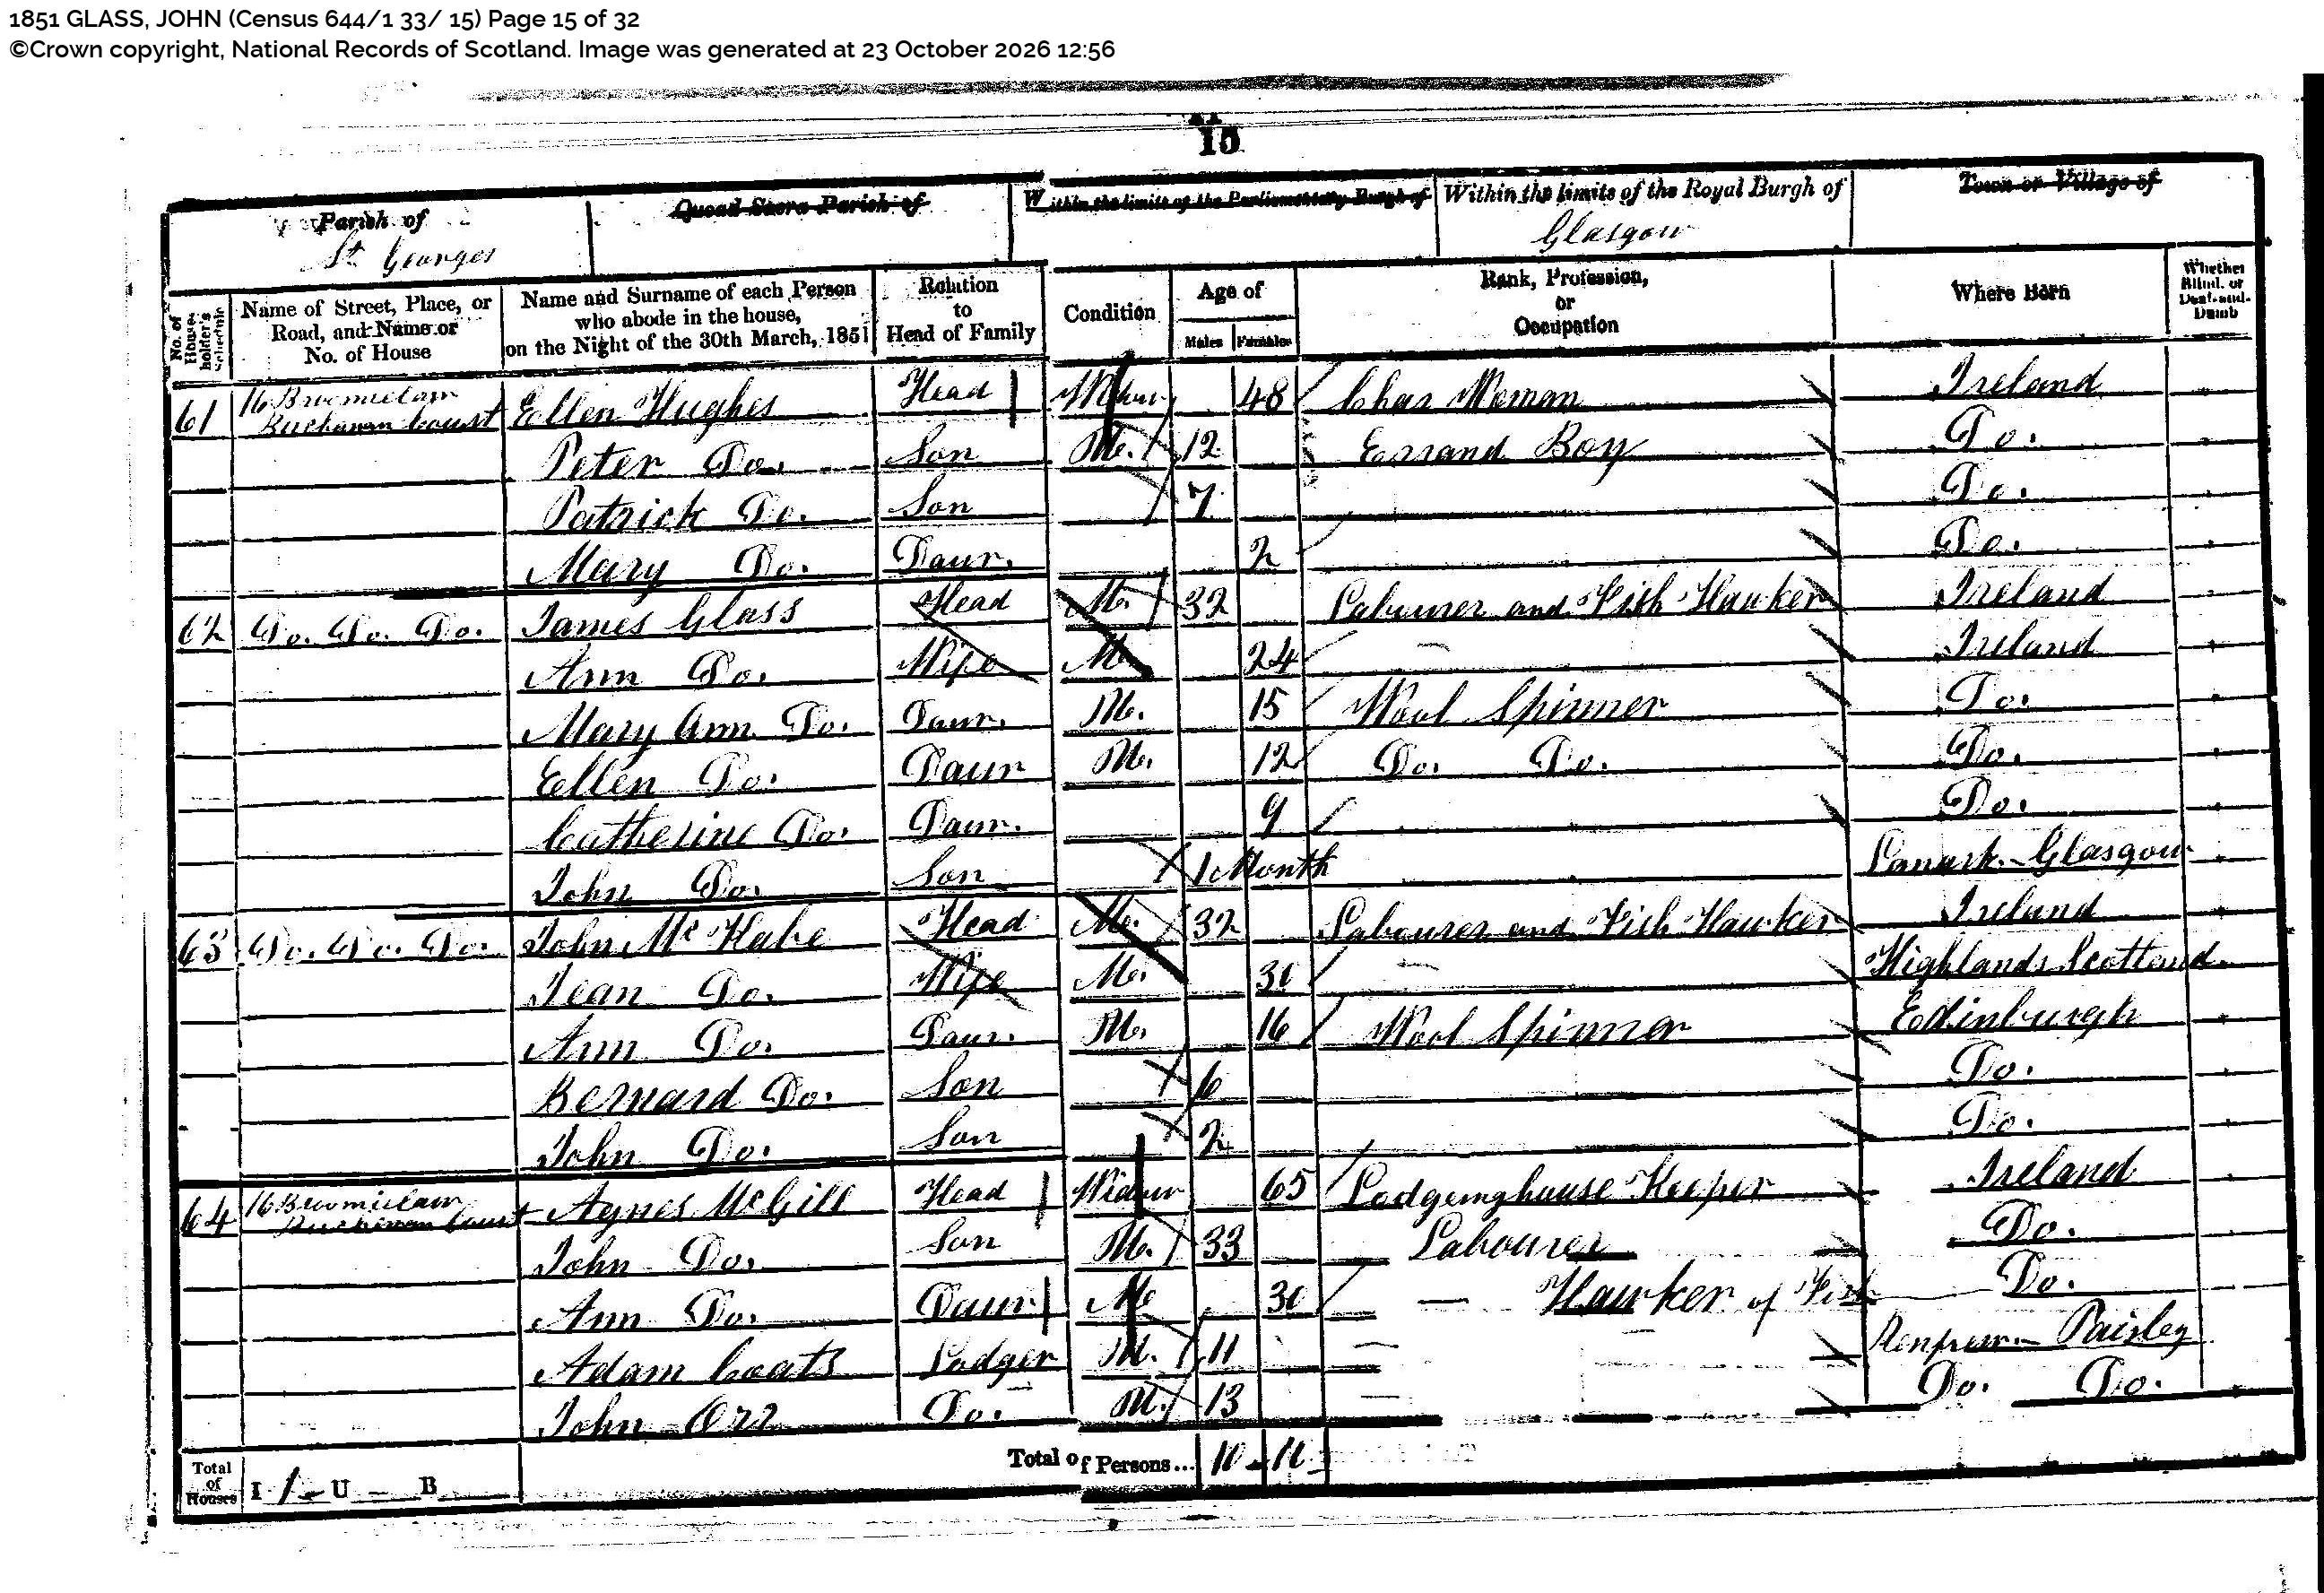 1851 GLASS, JOHN (Census 644/1 33/ 15) Page 15 of 32
©Crown copyright, National Records of Scotland. Image was generated at 23 October 2026 12:56
15
Parish of Quoad Sacra Parish of Within the limits of the Parliamentary Burgh of Within the limits of the Royal Burgh of Town or Village of
St Georges Glasgow
No. of House-holder's Schedule Name of Street, Place, or Road, and Name or No. of House Name and Surname of each Person who abode in the house, on the Night of the 30th March, 1851 Relation to Head of Family Condition Age of Males Females Rank, Profession, or Occupation Where Born Whether Blind, or Deaf-and-Dumb
61 16 Broomielaw Buchanan Court Ellen Hughes Head Widow 48 Char Woman Ireland
Peter Do. Son 12 Errand Boy Do.
Patrick Do. Son 7 Do.
Mary Do. Daur. 2 Do.
62 Do. Do. Do. James Glass Head M. 32 Labourer and Fish Hawker Ireland
Ann Do. Wife M. 24 Ireland
Mary Ann Do. Daur. 15 Wool Spinner Do.
Ellen Do. Daur 12 Do. Do. Do.
Catherine Do. Daur. 9 Do.
John Do. Son 1 Month Lanark - Glasgow
63 Do. Do. Do. John Mc Hale Head M. 32 Labourer and Fish Hawker Ireland
Jean Do. Wife M. 30 Highlands Scotland
Ann Do. Daur. 16 Wool Spinner Edinburgh
Bernard Do. Son 6 Do.
John Do. Son 2 Do.
64 16 Broomielaw Buchanan Court Agnes McGill Head Widow 65 Lodginghouse Keeper Ireland
John Do. Son 33 Labourer Do.
Ann Do. Daur 30 Hawker of Fish Do.
Adam Coats Lodger 11 Renfrew - Paisley
John Orr Do. 13 Do. Do.
Total of Houses I 1 U B Total of Persons... 10 11